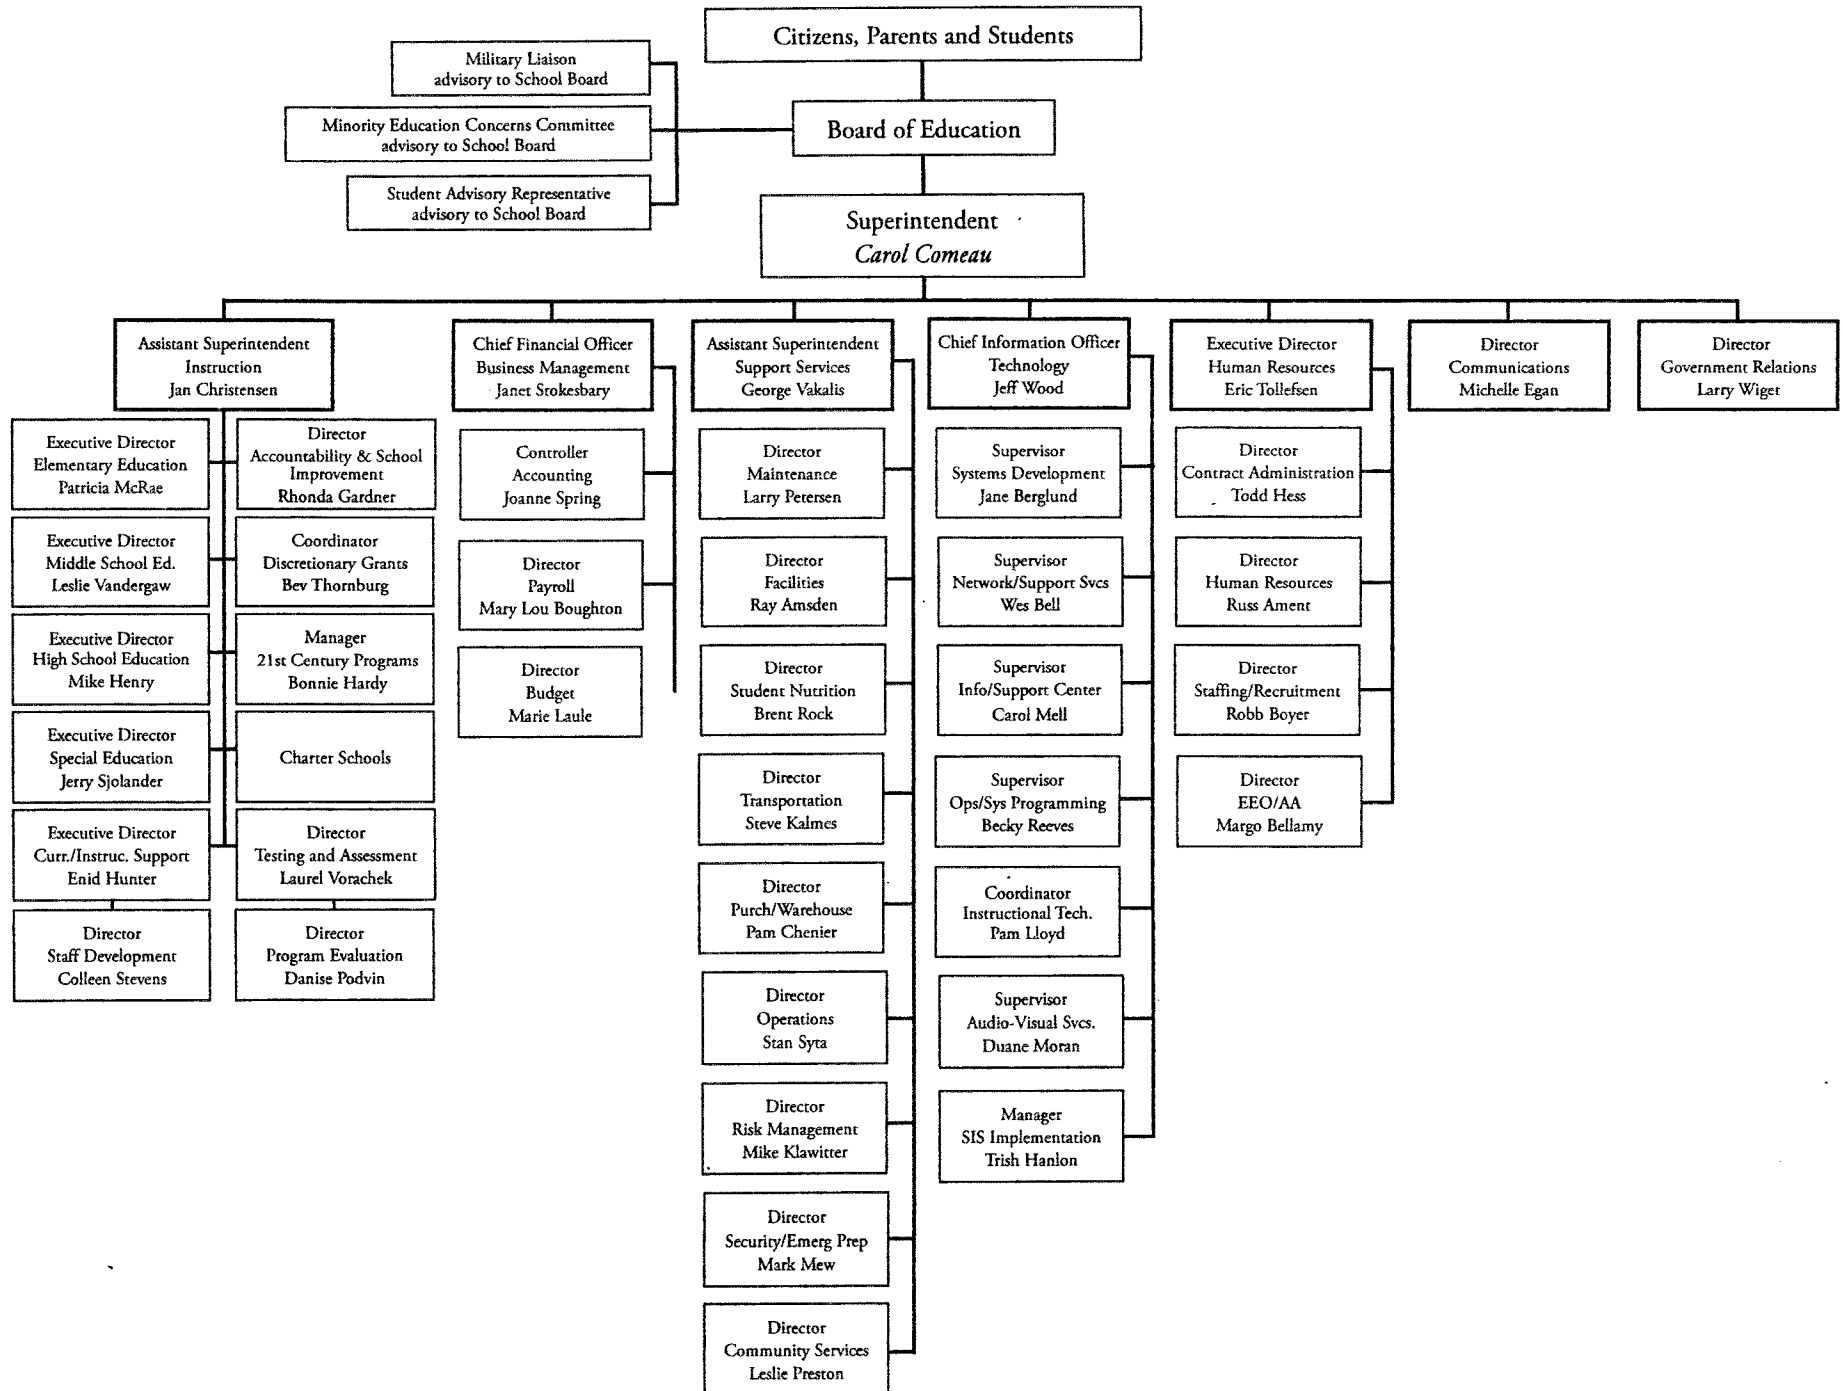 Citizens, Parents and Students
Military Liaison
advisory to School Board
Minority Education Concerns Committee
advisory to School Board
Board of Education
Student Advisory Representative
advisory to School Board
Superintendent
Carol Comeau
Assistant Superintendent
Instruction
Jan Christensen
Executive Director
Elementary Education
Patricia McRae
Director
Accountability & School
Improvement
Rhonda Gardner
Executive Director
Middle School Ed.
Leslie Vandergaw
Coordinator
Discretionary Grants
Bev Thornburg
Executive Director
High School Education
Mike Henry
Manager
21st Century Programs
Bonnie Hardy
Executive Director
Special Education
Jerry Sjolander
Charter Schools
Executive Director
Curr./Instruc. Support
Enid Hunter
Director
Testing and Assessment
Laurel Vorachek
Director
Staff Development
Colleen Stevens
Director
Program Evaluation
Danise Podvin
Chief Financial Officer
Business Management
Janet Stokesbary
Controller
Accounting
Joanne Spring
Director
Payroll
Mary Lou Boughton
Director
Budget
Marie Laule
Assistant Superintendent
Support Services
George Vakalis
Director
Maintenance
Larry Petersen
Director
Facilities
Ray Amsden
Director
Student Nutrition
Brent Rock
Director
Transportation
Steve Kalmes
Director
Purch/Warehouse
Pam Chenier
Director
Operations
Stan Syta
Director
Risk Management
Mike Klawitter
Director
Security/Emerg Prep
Mark Mew
Director
Community Services
Leslie Preston
Chief Information Officer
Technology
Jeff Wood
Supervisor
Systems Development
Jane Berglund
Supervisor
Network/Support Svcs
Wes Bell
Supervisor
Info/Support Center
Carol Mell
Supervisor
Ops/Sys Programming
Becky Reeves
Coordinator
Instructional Tech.
Pam Lloyd
Supervisor
Audio-Visual Svcs.
Duane Moran
Manager
SIS Implementation
Trish Hanlon
Executive Director
Human Resources
Eric Tollefsen
Director
Contract Administration
Todd Hess
Director
Human Resources
Russ Ament
Director
Staffing/Recruitment
Robb Boyer
Director
EEO/AA
Margo Bellamy
Director
Communications
Michelle Egan
Director
Government Relations
Larry Wiget